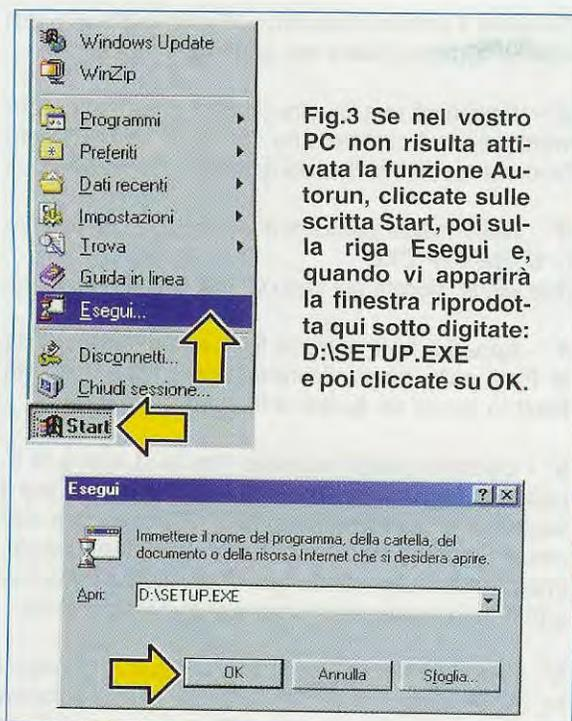 Windows Update
WinZip
Programmi
Preferiti
Dati recenti
Impostazioni
Trova
Guida in linea
Esegui...
Disconnetti...
Chiudi sessione...
Start
Fig.3 Se nel vostro
PC non risulta atti-
vata la funzione Au-
torun, cliccate sulle
scritta Start, poi sul-
la riga Esegui e,
quando vi apparirà
la finestra riprodot-
ta qui sotto digitate:
D:\SETUP.EXE
e poi cliccate su OK.
Esegui
Immettere il nome del programma, della cartella, del
documento o della risorsa Internet che si desidera aprire.
Apri:
D:\SETUP.EXE
OK
Annulla
Sfoglia...